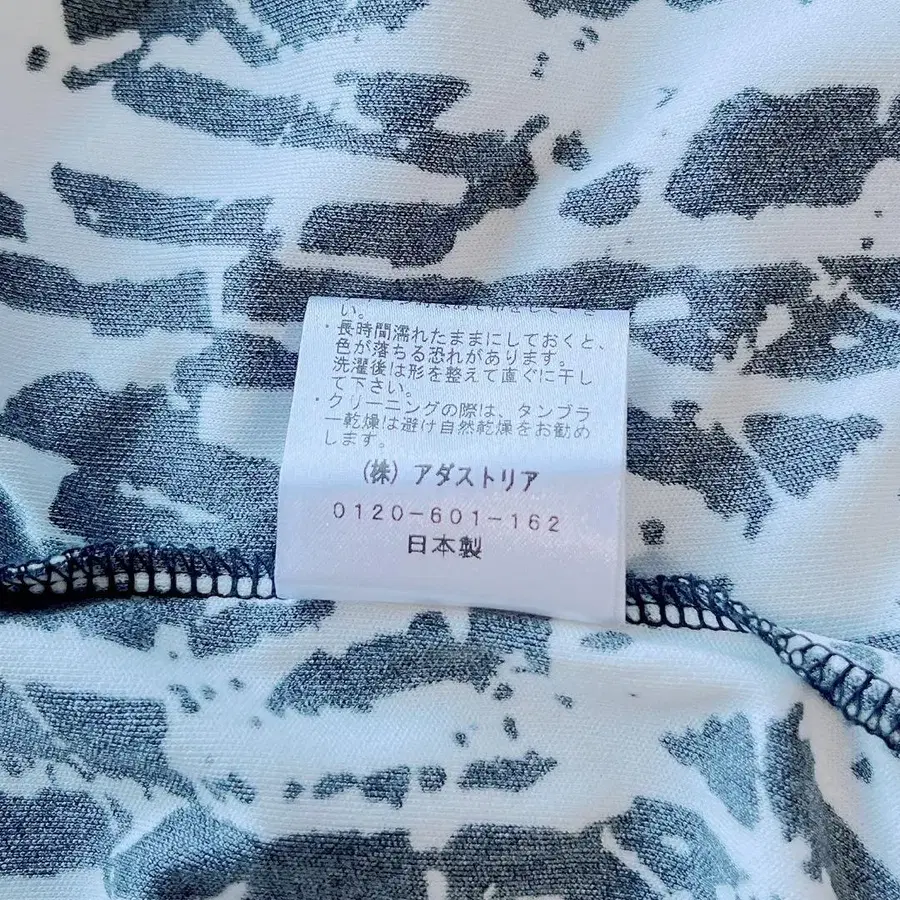 い。
・長時間濡れたままにしておくと、
色が落ちる恐れがあります。
洗濯後は形を整えて直ぐに干し
て下さい。
・クリーニングの際は、タンブラ
ー乾燥は避け自然乾燥をお勧め
します。
(株) アダストリア
0120-601-162
日本製